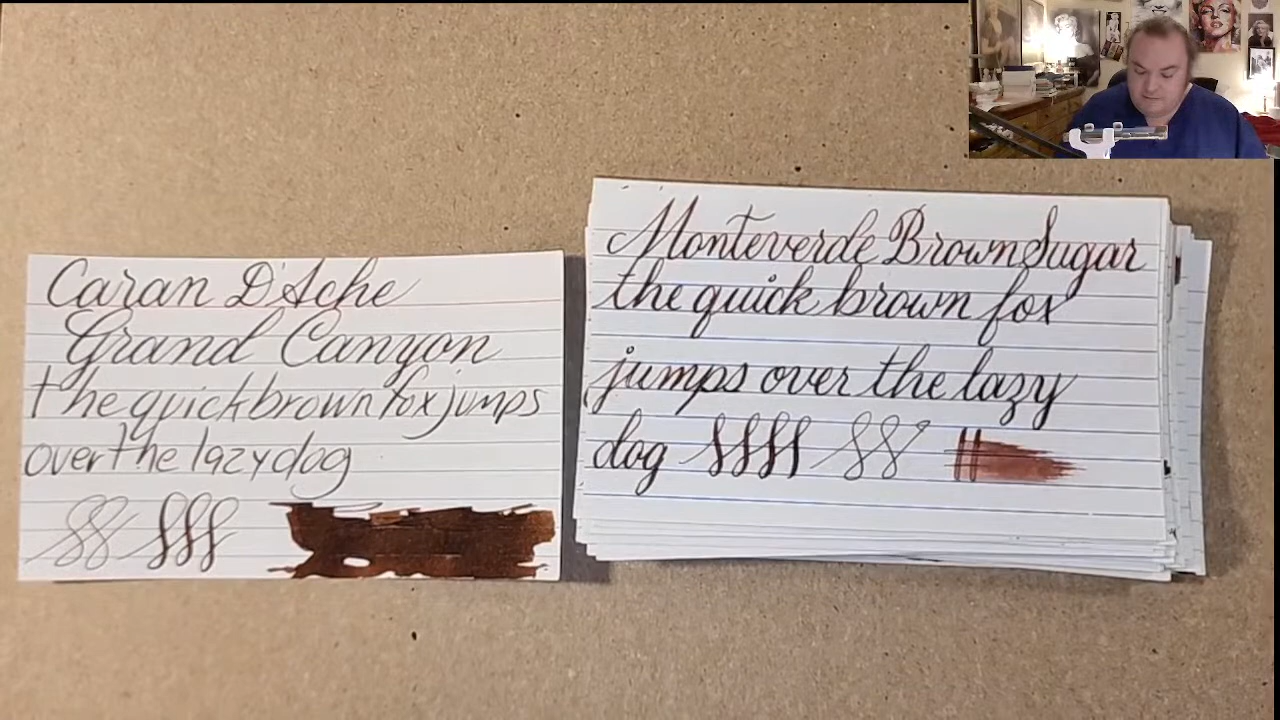 Caran D'Ache
Grand Canyon
the quick brown fox jumps
over the lazy dog
Monteverde Brown Sugar
the quick brown fox
jumps over the lazy
dog